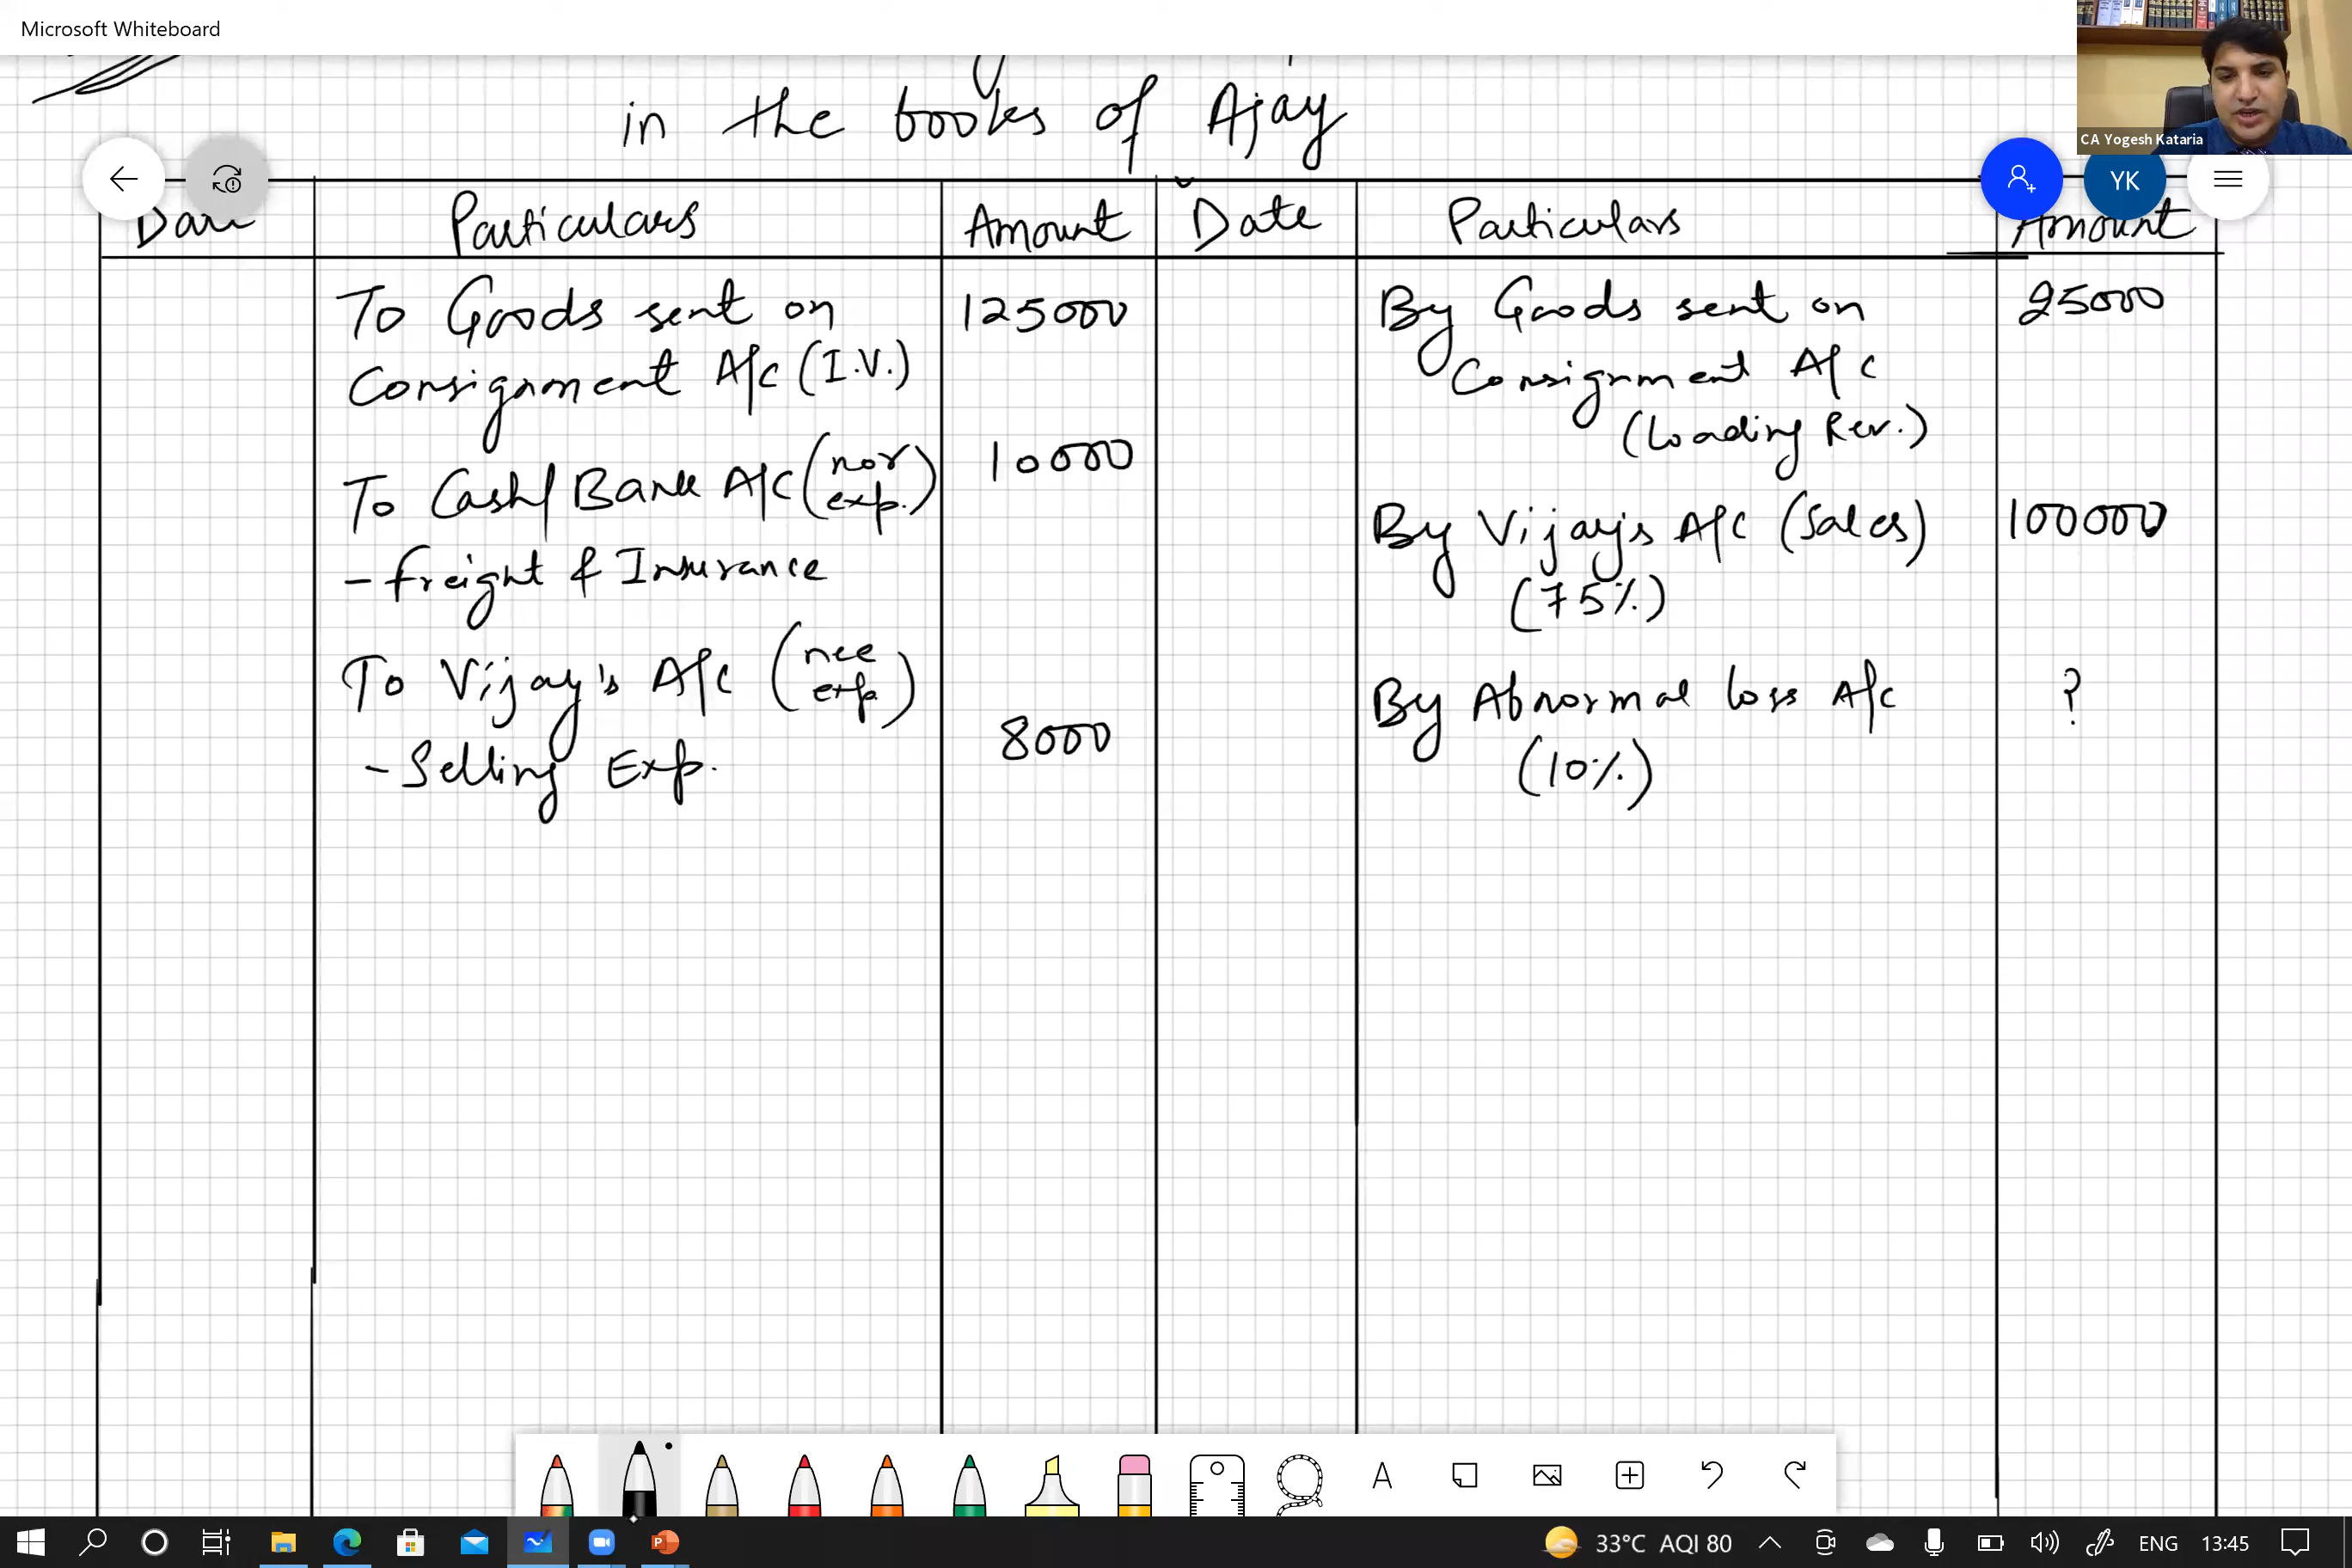 Microsoft Whiteboard
CA Yogesh Kataria
YK
in the books of Ajay
Particulars Amount Date Particulars Amount
To Goods sent on 125000 By Goods sent on 25000
Consignment A/c (I.V.) Consignment A/c
(Loading Rev.)
To Cash/Bank A/c (nor exp.) 10000
- freight & Insurance
By Vijay's A/c (Sales) 100000
(75%)
To Vijay's A/c (nee exp.)
- Selling Exp. 8000
By Abnormal loss A/c ?
(10%)
A
33°C AQI 80 ENG 13:45